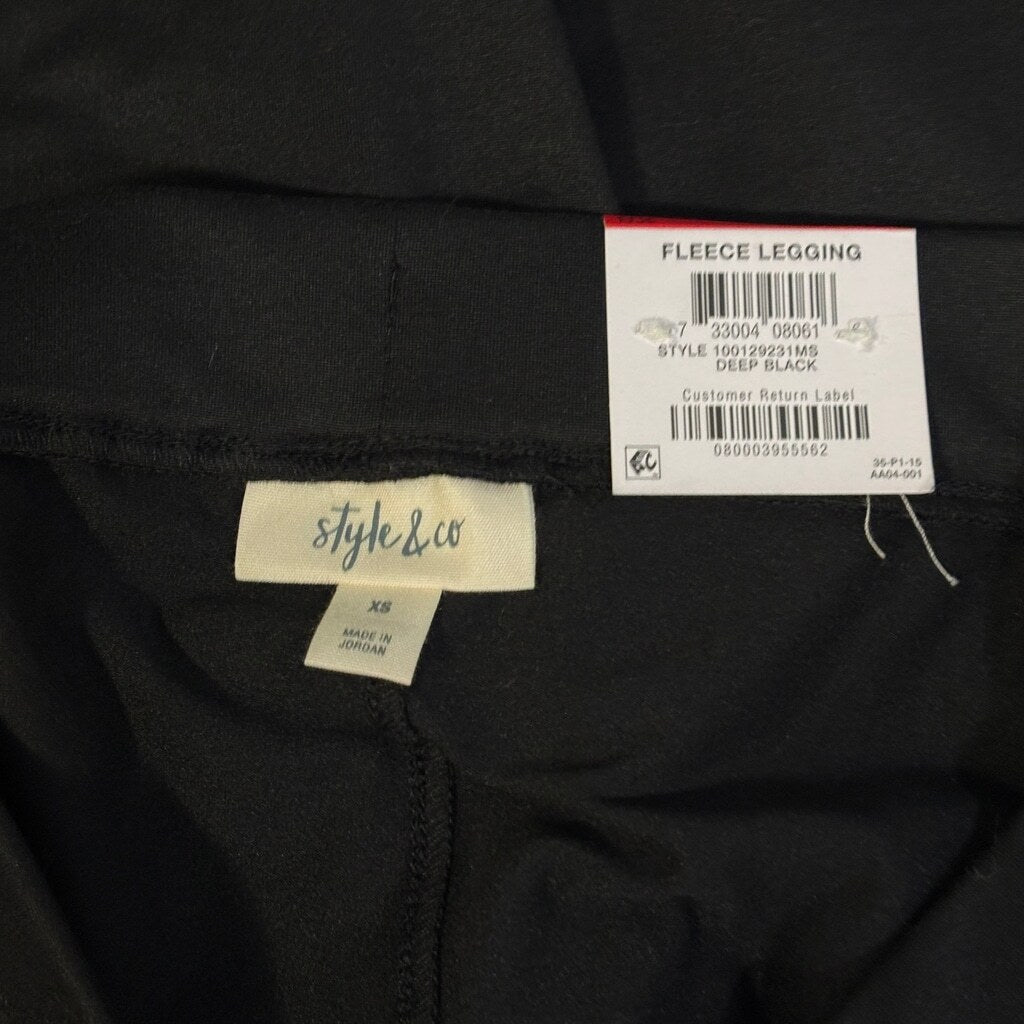 FLEECE LEGGING
7 33004 08061
STYLE 100129231MS
DEEP BLACK
Customer Return Label
080003955562
35-P1-15
AA04-001
style&co
XS
MADE IN
JORDAN